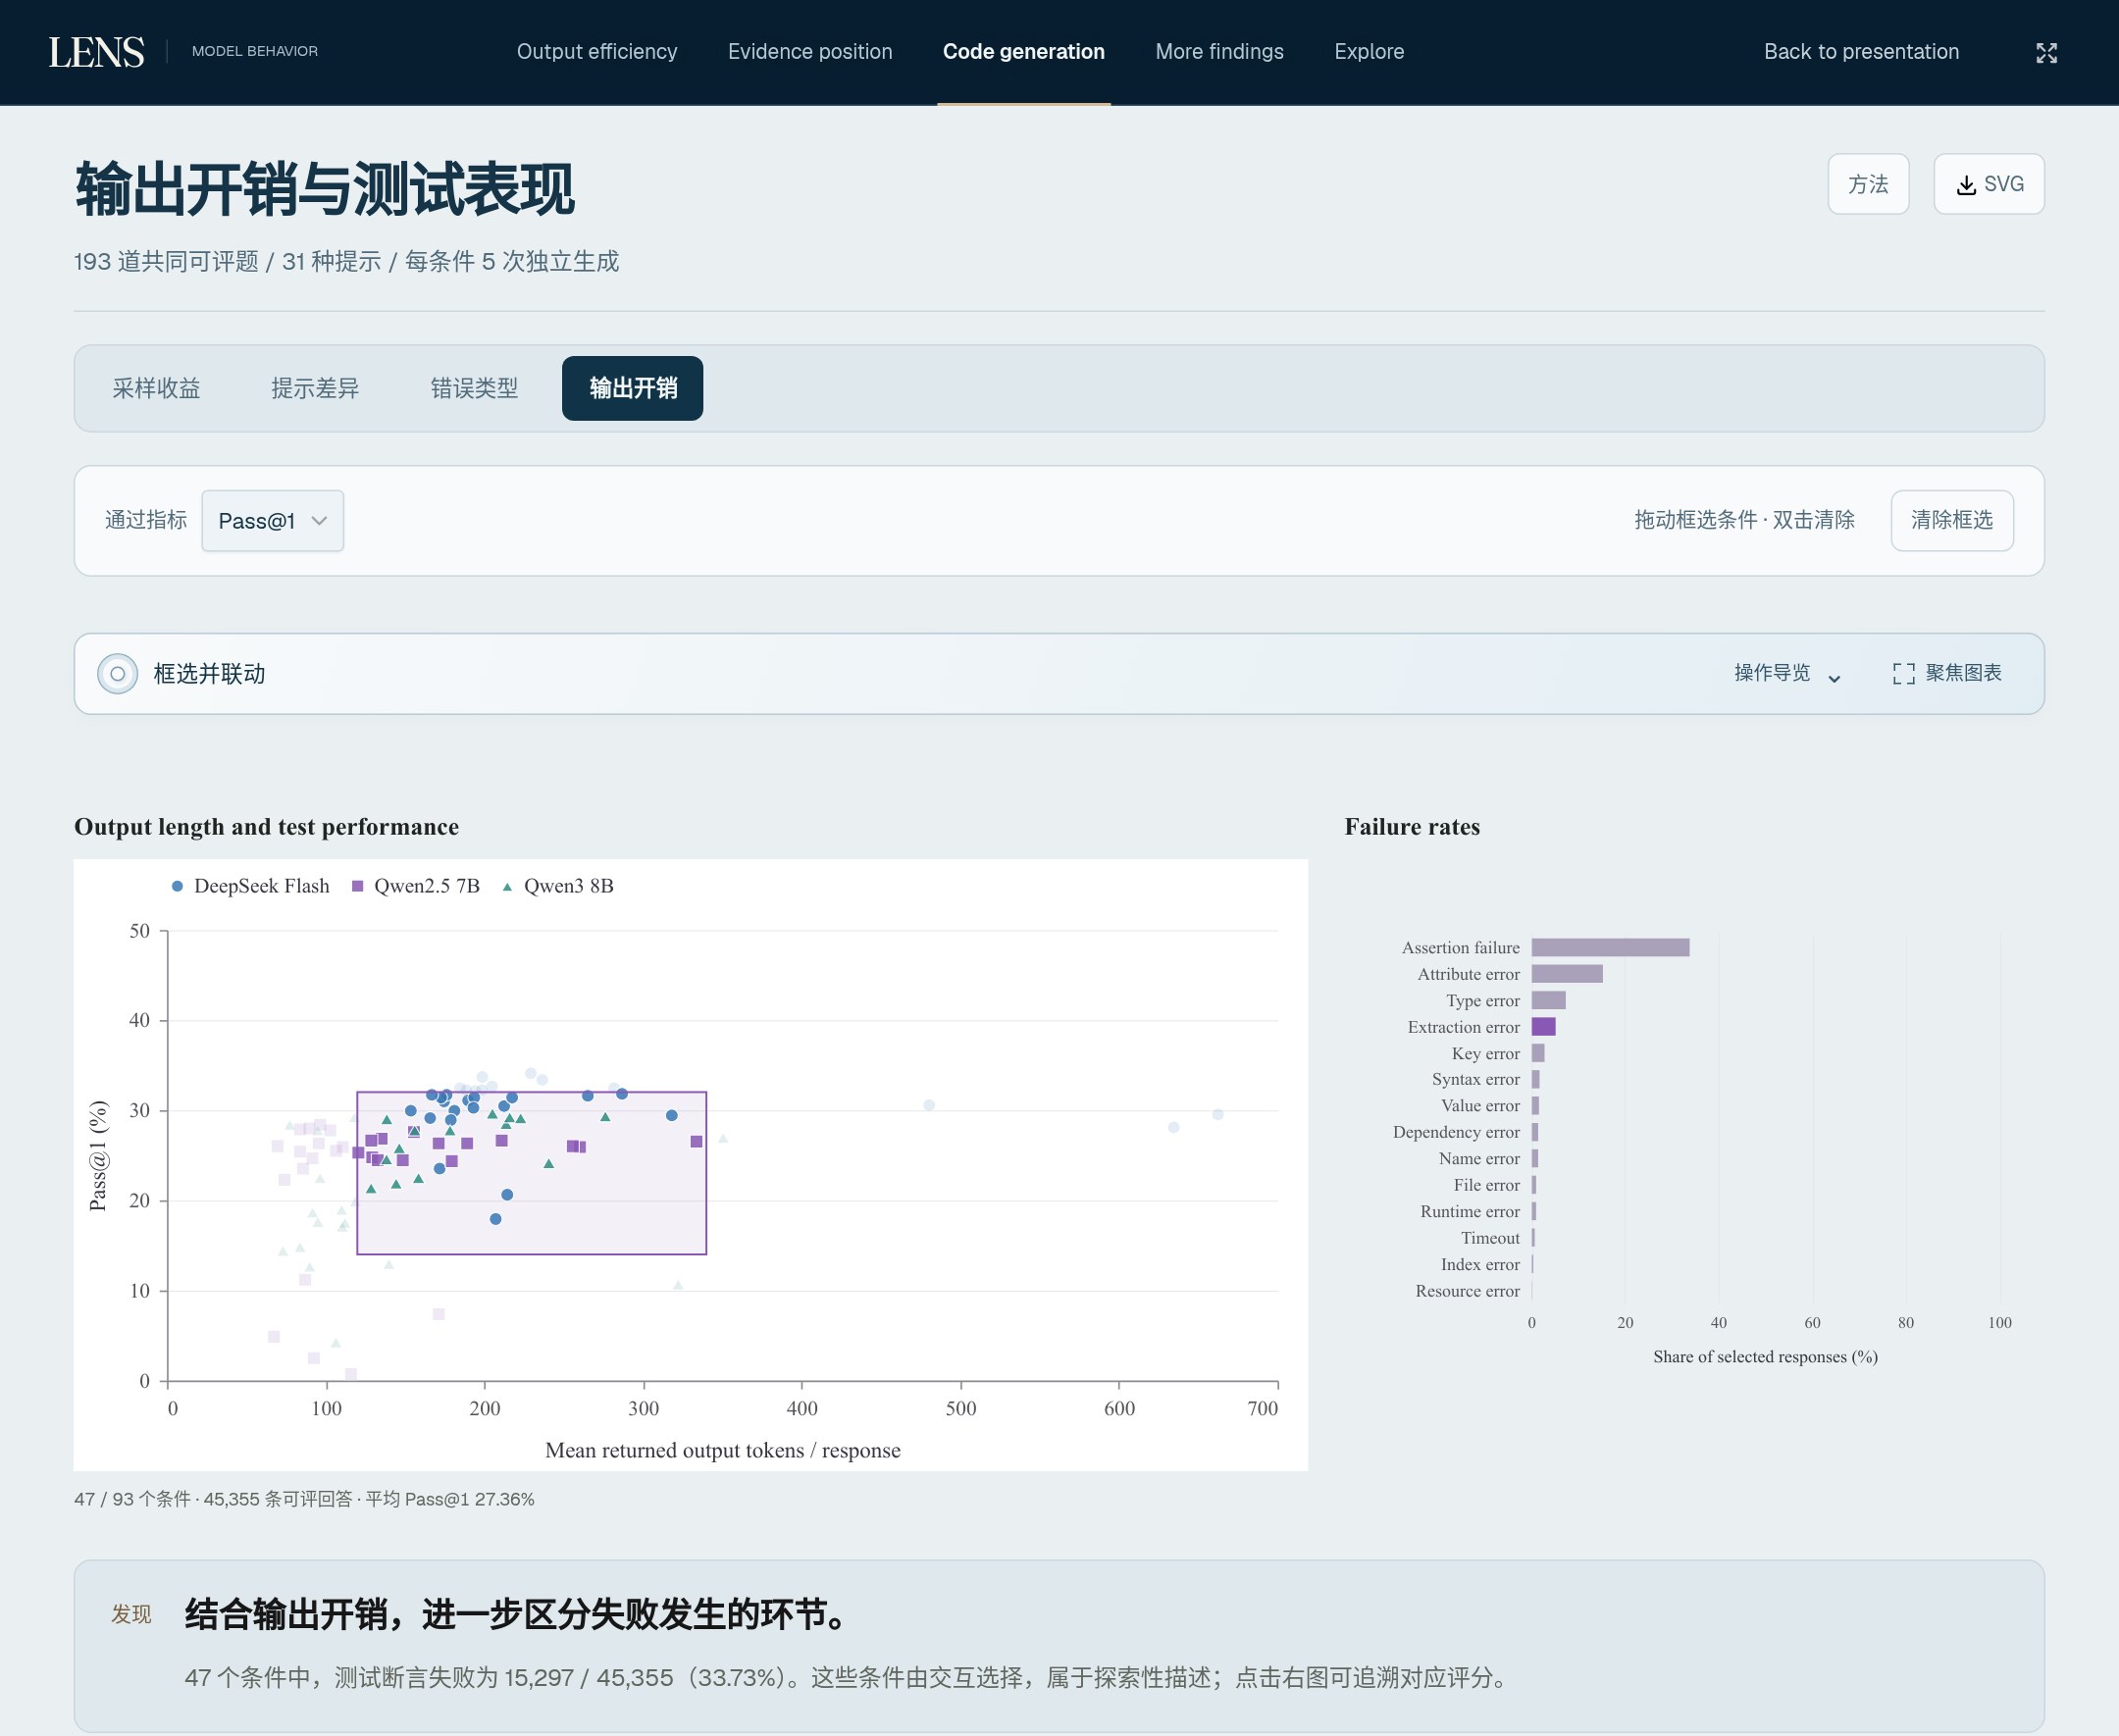 LENS
MODEL BEHAVIOR
Output efficiency
Evidence position
Code generation
More findings
Explore
Back to presentation
输出开销与测试表现
方法
SVG
193 道共同可评题 / 31 种提示 / 每条件 5 次独立生成
采样收益
提示差异
错误类型
输出开销
通过指标
Pass@1
拖动框选条件 · 双击清除
清除框选
框选并联动
操作导览
聚焦图表
Output length and test performance
DeepSeek Flash
Qwen2.5 7B
Qwen3 8B
50
40
30
20
10
0
Pass@1 (%)
0
100
200
300
400
500
600
700
Mean returned output tokens / response
47 / 93 个条件 · 45,355 条可评回答 · 平均 Pass@1 27.36%
Failure rates
Assertion failure
Attribute error
Type error
Extraction error
Key error
Syntax error
Value error
Dependency error
Name error
File error
Runtime error
Timeout
Index error
Resource error
0
20
40
60
80
100
Share of selected responses (%)
发现
结合输出开销，进一步区分失败发生的环节。
47 个条件中，测试断言失败为 15,297 / 45,355（33.73%）。这些条件由交互选择，属于探索性描述；点击右图可追溯对应评分。